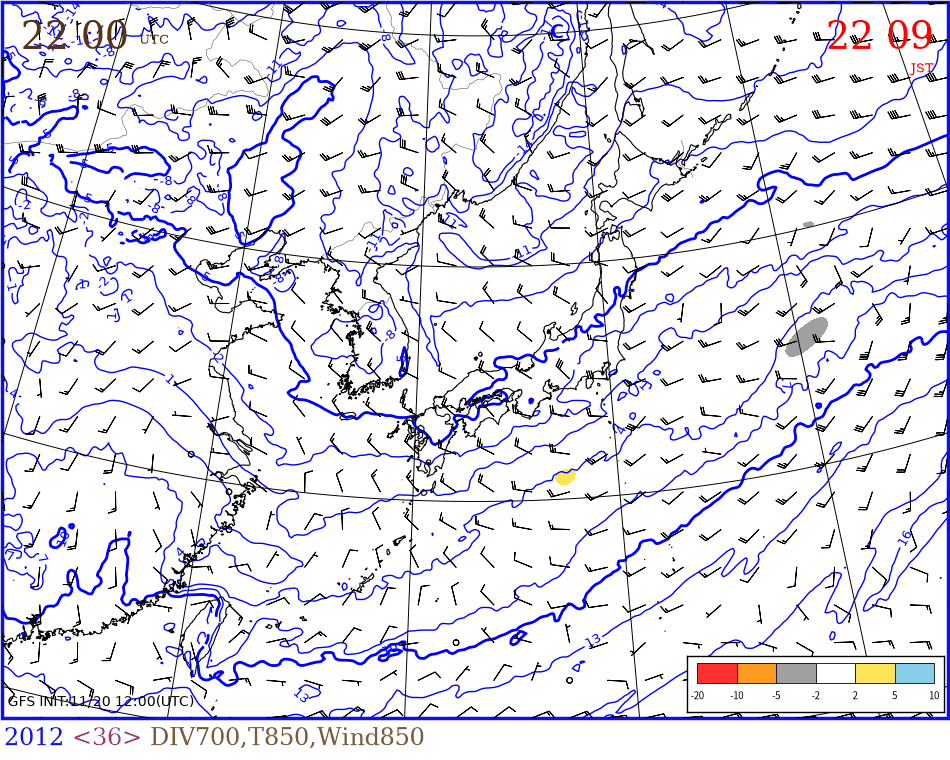 22 00 UTC
22 09
JST
C
13
13
-16
-20 -10 -5 -2 2 5 10
GFS INIT:11/20 12:00(UTC)
2012 <36> DIV700,T850,Wind850